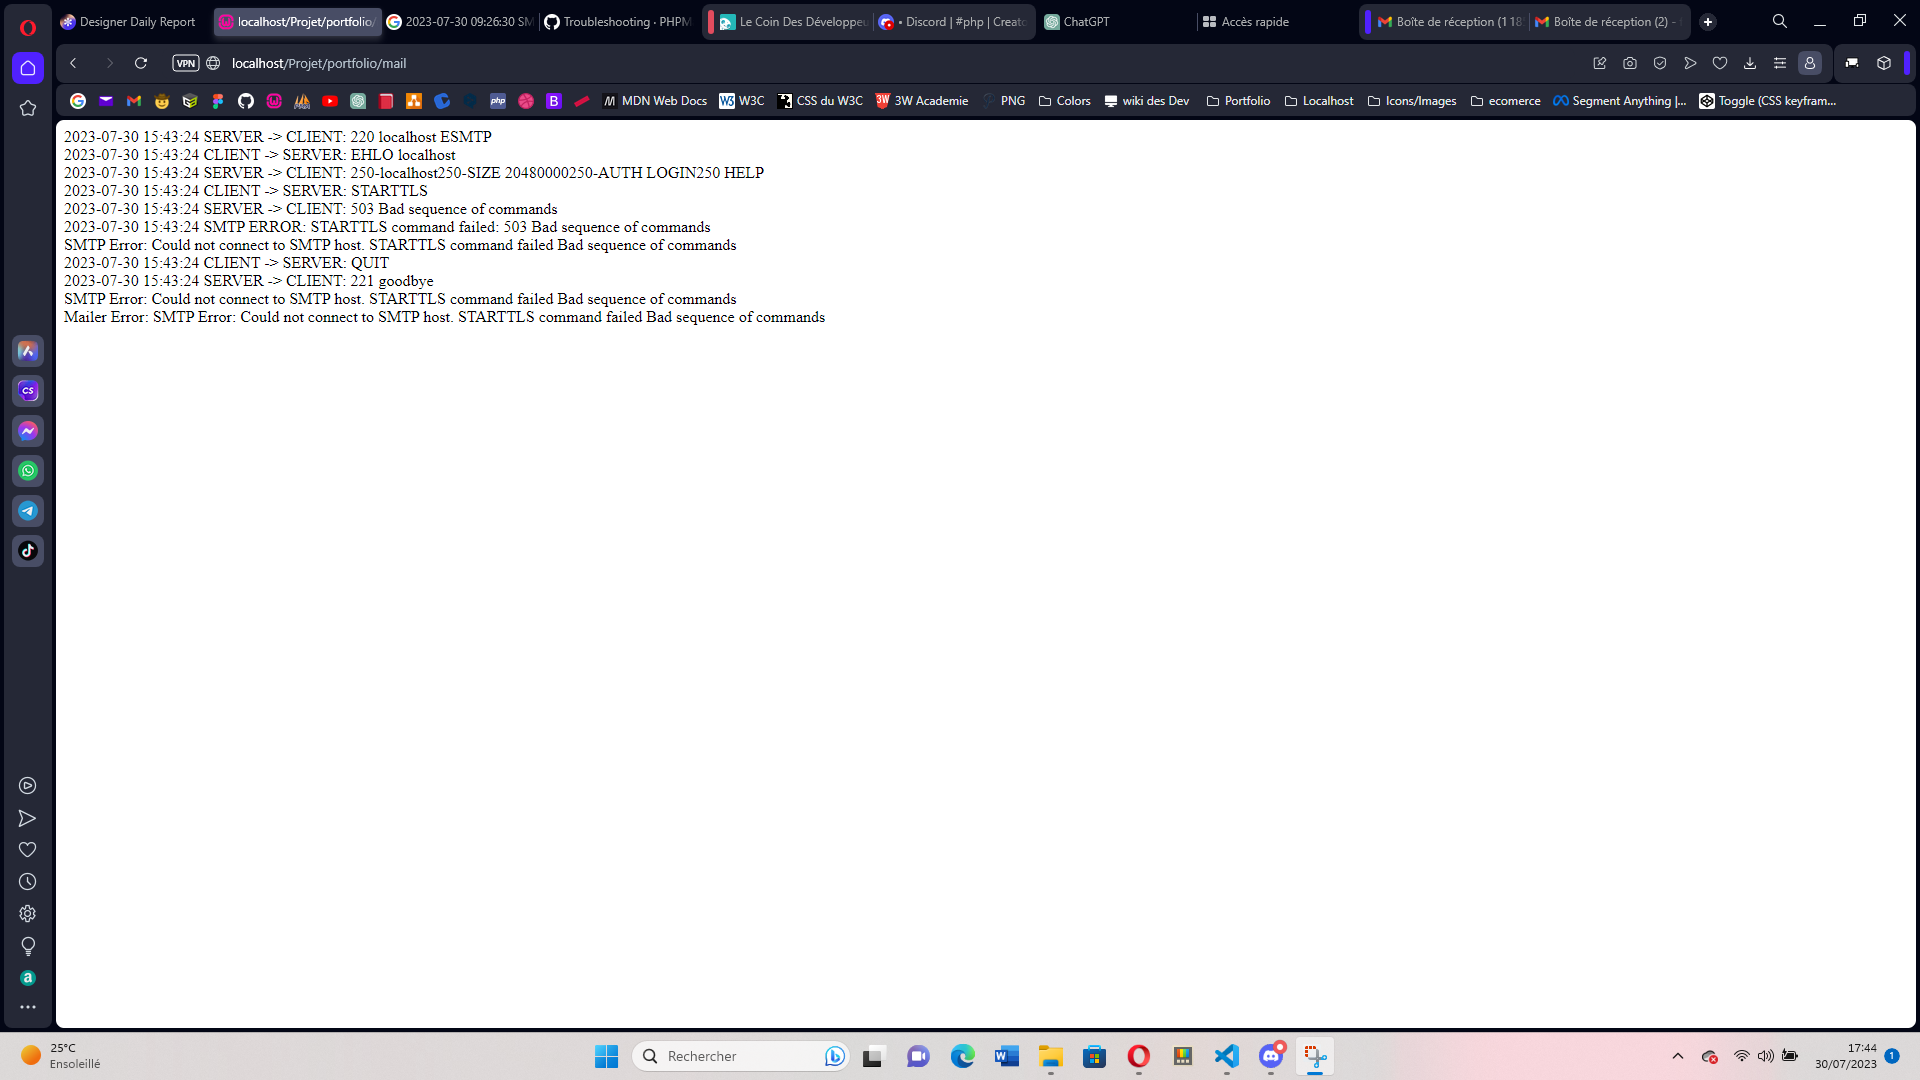 Designer Daily Report
localhost/Projet/portfolio/
2023-07-30 09:26:30 SM
Troubleshooting · PHPM
Le Coin Des Développeu
• Discord | #php | Creato
ChatGPT
Accès rapide
Boîte de réception (1 18
Boîte de réception (2) -
VPN
localhost/Projet/portfolio/mail
MDN Web Docs
W3C
CSS du W3C
3W Academie
PNG
Colors
wiki des Dev
Portfolio
Localhost
Icons/Images
ecomerce
Segment Anything |...
Toggle (CSS keyfram...
2023-07-30 15:43:24 SERVER -> CLIENT: 220 localhost ESMTP
2023-07-30 15:43:24 CLIENT -> SERVER: EHLO localhost
2023-07-30 15:43:24 SERVER -> CLIENT: 250-localhost250-SIZE 20480000250-AUTH LOGIN250 HELP
2023-07-30 15:43:24 CLIENT -> SERVER: STARTTLS
2023-07-30 15:43:24 SERVER -> CLIENT: 503 Bad sequence of commands
2023-07-30 15:43:24 SMTP ERROR: STARTTLS command failed: 503 Bad sequence of commands
SMTP Error: Could not connect to SMTP host. STARTTLS command failed Bad sequence of commands
2023-07-30 15:43:24 CLIENT -> SERVER: QUIT
2023-07-30 15:43:24 SERVER -> CLIENT: 221 goodbye
SMTP Error: Could not connect to SMTP host. STARTTLS command failed Bad sequence of commands
Mailer Error: SMTP Error: Could not connect to SMTP host. STARTTLS command failed Bad sequence of commands
25°C
Ensoleillé
Rechercher
17:44
30/07/2023
1